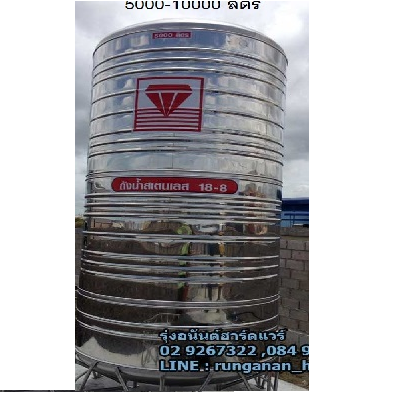 5000-10000 ลิตร
5000 ลิตร
ถังน้ำสเตนเลส 18-8
รุ่งอนันต์ฮาร์ดแวร์
02 9267322 ,084 9
LINE : runganan_h